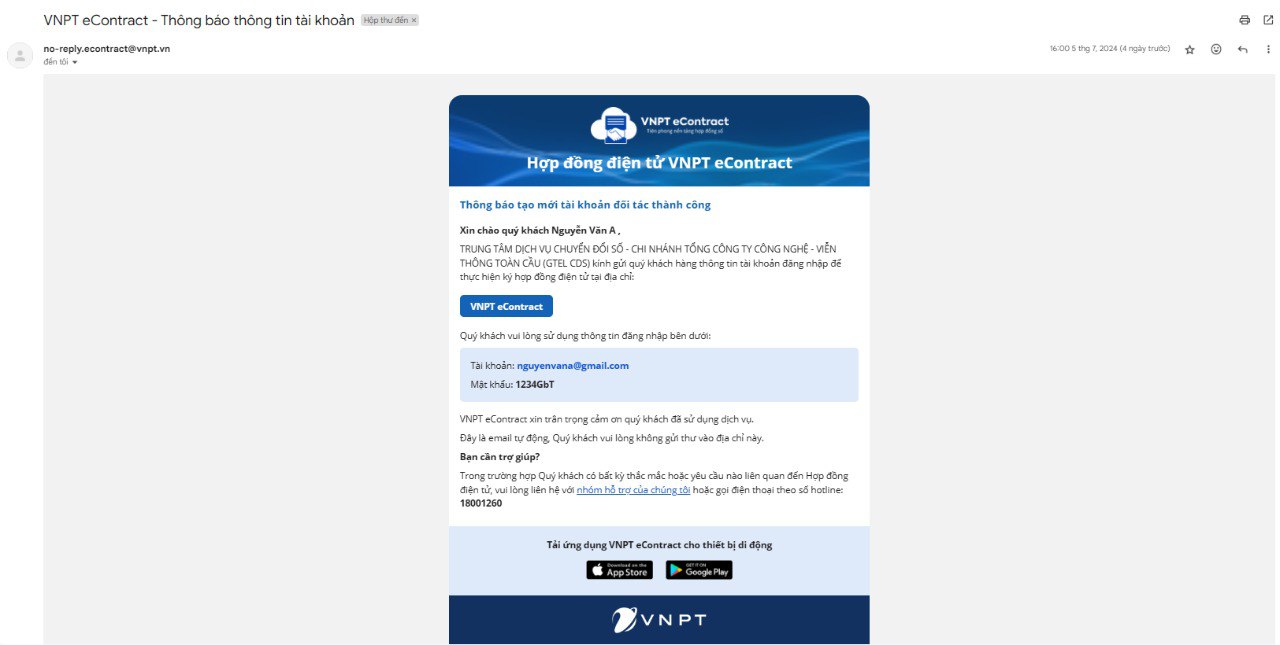 VNPT eContract - Thông báo thông tin tài khoản Hộp thư đến ×
no-reply.econtract@vnpt.vn
16:00 5 thg 7, 2024 (4 ngày trước)
đến tôi
VNPT eContract
Tiên phong nền tảng hợp đồng số
Hợp đồng điện tử VNPT eContract
Thông báo tạo mới tài khoản đối tác thành công
Xin chào quý khách Nguyễn Văn A ,
TRUNG TÂM DỊCH VỤ CHUYỂN ĐỔI SỐ - CHI NHÁNH TỔNG CÔNG TY CÔNG NGHỆ - VIỄN
THÔNG TOÀN CẦU (GTEL CDS) kính gửi quý khách hàng thông tin tài khoản đăng nhập để
thực hiện ký hợp đồng điện tử tại địa chỉ:
VNPT eContract
Quý khách vui lòng sử dụng thông tin đăng nhập bên dưới:
Tài khoản: nguyenvana@gmail.com
Mật khẩu: 1234GbT
VNPT eContract xin trân trọng cảm ơn quý khách đã sử dụng dịch vụ.
Đây là email tự động, Quý khách vui lòng không gửi thư vào địa chỉ này.
Bạn cần trợ giúp?
Trong trường hợp Quý khách có bất kỳ thắc mắc hoặc yêu cầu nào liên quan đến Hợp đồng
điện tử, vui lòng liên hệ với nhóm hỗ trợ của chúng tôi hoặc gọi điện thoại theo số hotline:
18001260
Tải ứng dụng VNPT eContract cho thiết bị di động
Download on the
App Store
GET IT ON
Google Play
VNPT